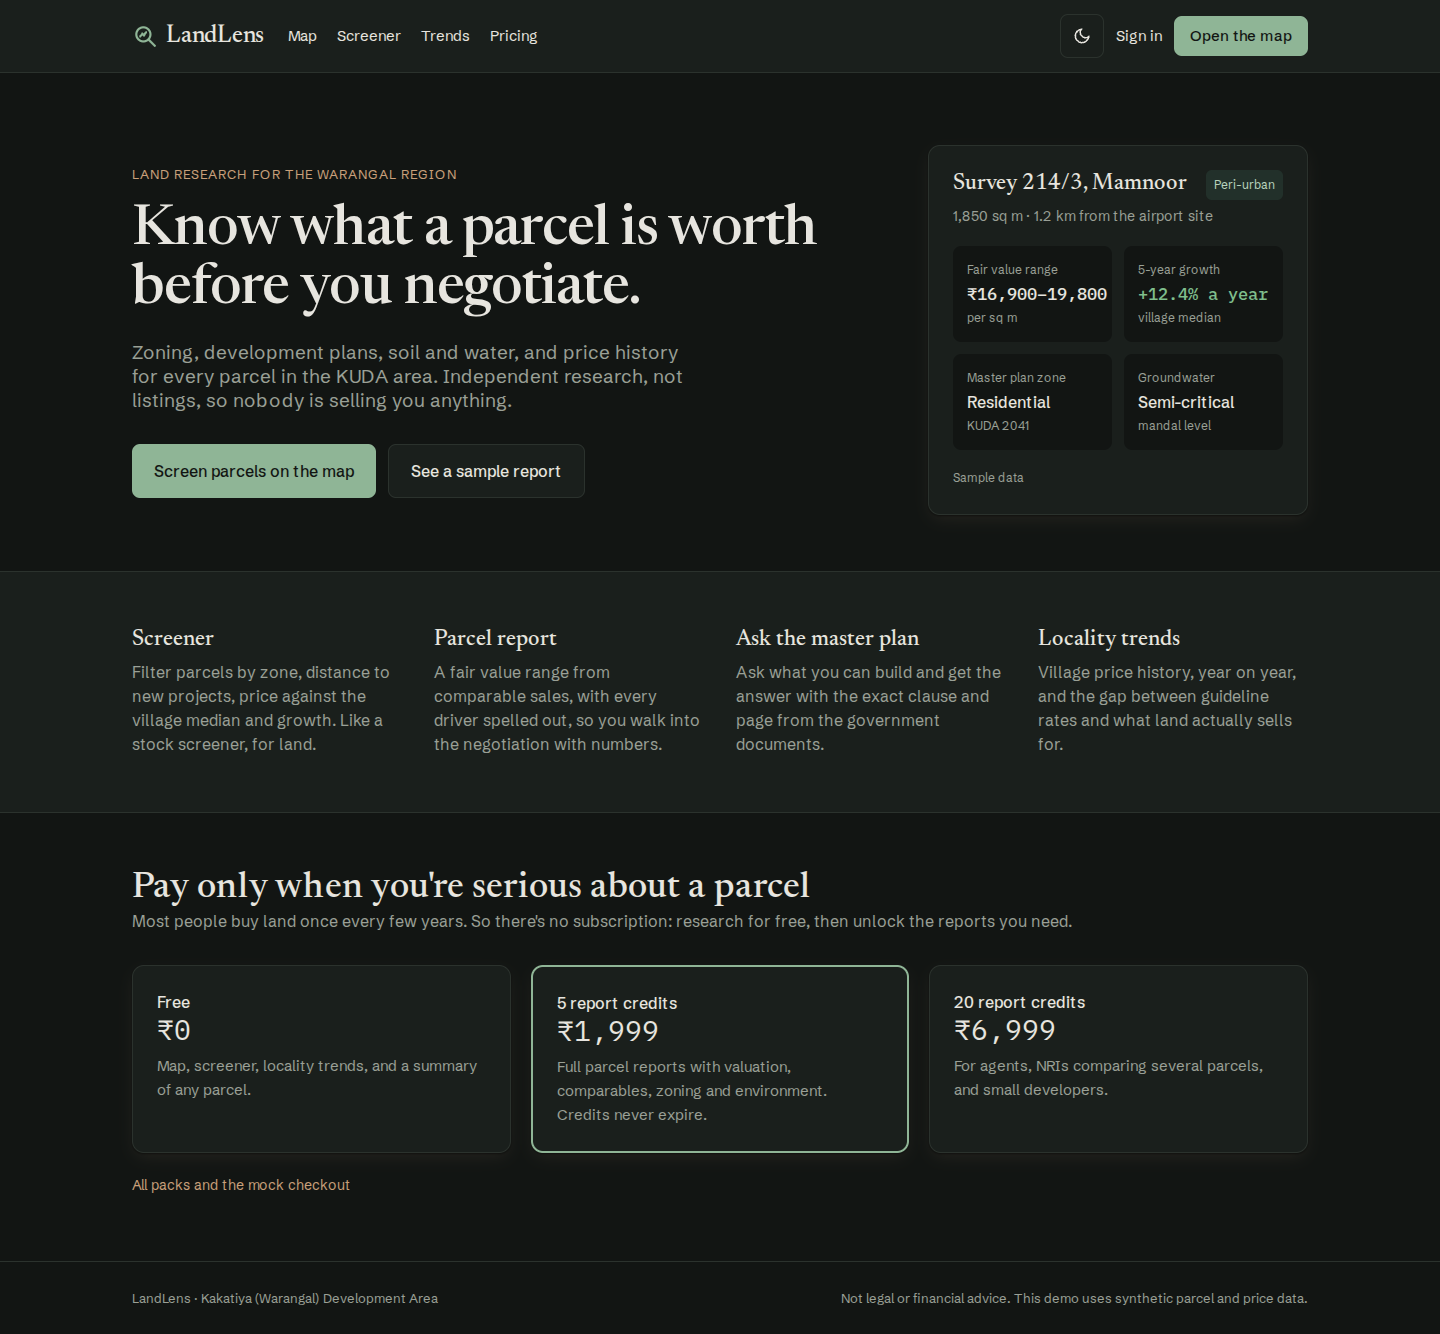 LandLens Map Screener Trends Pricing Sign in Open the map
LAND RESEARCH FOR THE WARANGAL REGION
Know what a parcel is worth
before you negotiate.
Zoning, development plans, soil and water, and price history
for every parcel in the KUDA area. Independent research, not
listings, so nobody is selling you anything.
Screen parcels on the map
See a sample report
Survey 214/3, Mamnoor
Peri-urban
1,850 sq m · 1.2 km from the airport site
Fair value range
₹16,900–19,800
per sq m
5-year growth
+12.4% a year
village median
Master plan zone
Residential
KUDA 2041
Groundwater
Semi-critical
mandal level
Sample data
Screener
Filter parcels by zone, distance to
new projects, price against the
village median and growth. Like a
stock screener, for land.
Parcel report
A fair value range from
comparable sales, with every
driver spelled out, so you walk into
the negotiation with numbers.
Ask the master plan
Ask what you can build and get the
answer with the exact clause and
page from the government
documents.
Locality trends
Village price history, year on year,
and the gap between guideline
rates and what land actually sells
for.
Pay only when you're serious about a parcel
Most people buy land once every few years. So there's no subscription: research for free, then unlock the reports you need.
Free
₹0
Map, screener, locality trends, and a summary
of any parcel.
5 report credits
₹1,999
Full parcel reports with valuation,
comparables, zoning and environment.
Credits never expire.
20 report credits
₹6,999
For agents, NRIs comparing several parcels,
and small developers.
All packs and the mock checkout
LandLens · Kakatiya (Warangal) Development Area
Not legal or financial advice. This demo uses synthetic parcel and price data.